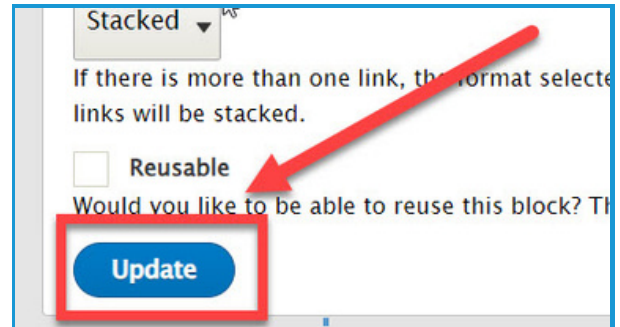 Stacked
If there is more than one link, the format selecte
links will be stacked.
Reusable
Would you like to be able to reuse this block? Th
Update